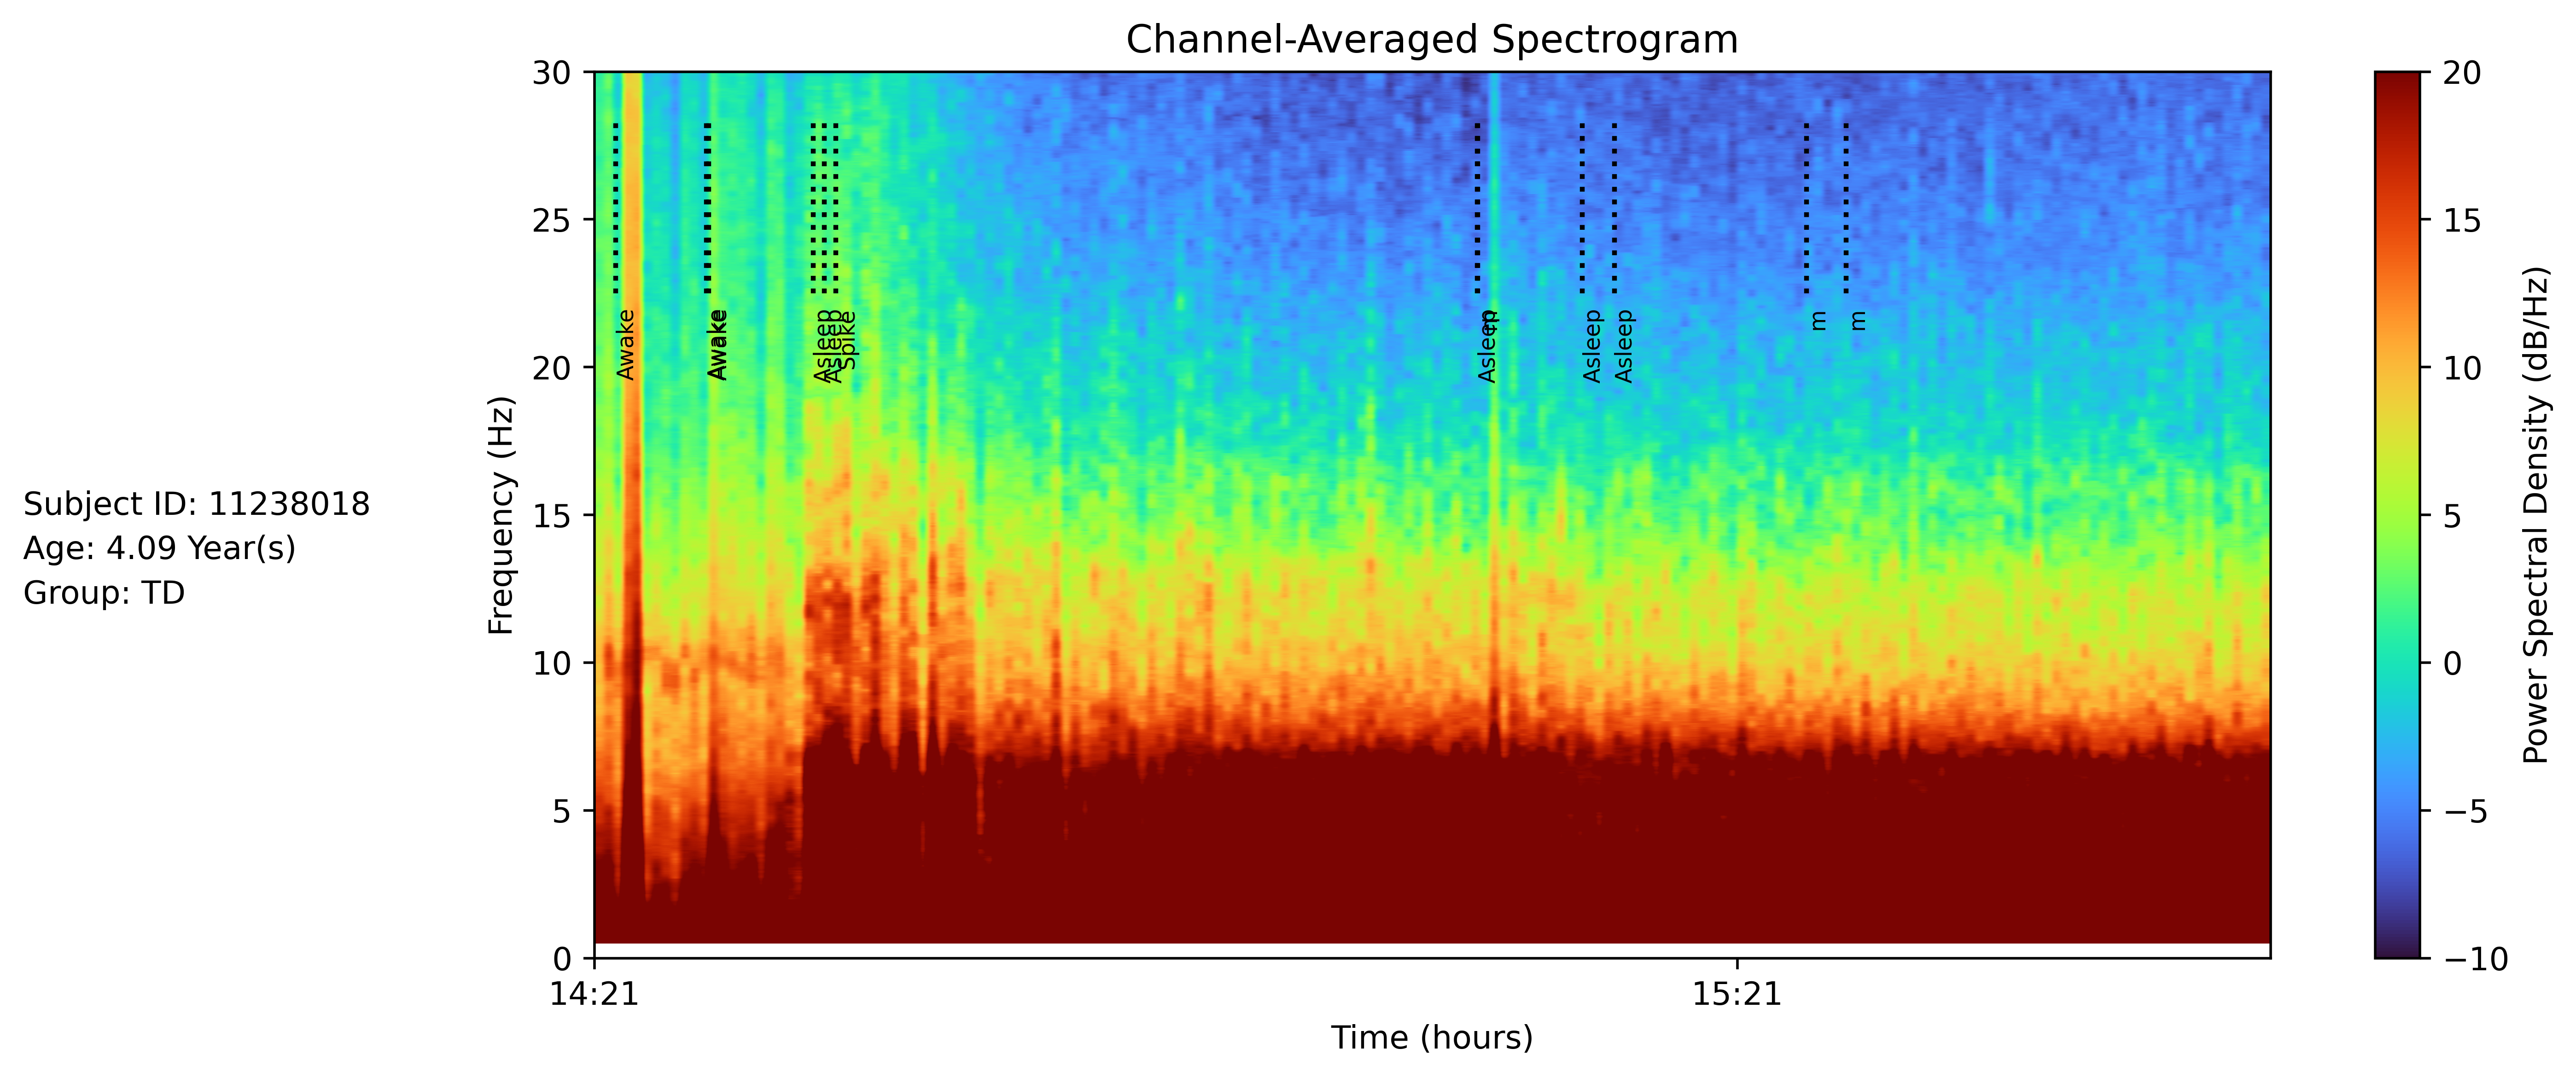 Channel-Averaged Spectrogram
Subject ID: 11238018
Age: 4.09 Year(s)
Group: TD
Frequency (Hz)
30
25
20
15
10
5
0
Awake
Awake
Awake
Asleep
Asleep
Spike
Asleep
Asleep
Asleep
m
m
14:21
15:21
Time (hours)
20
15
10
5
0
−5
−10
Power Spectral Density (dB/Hz)